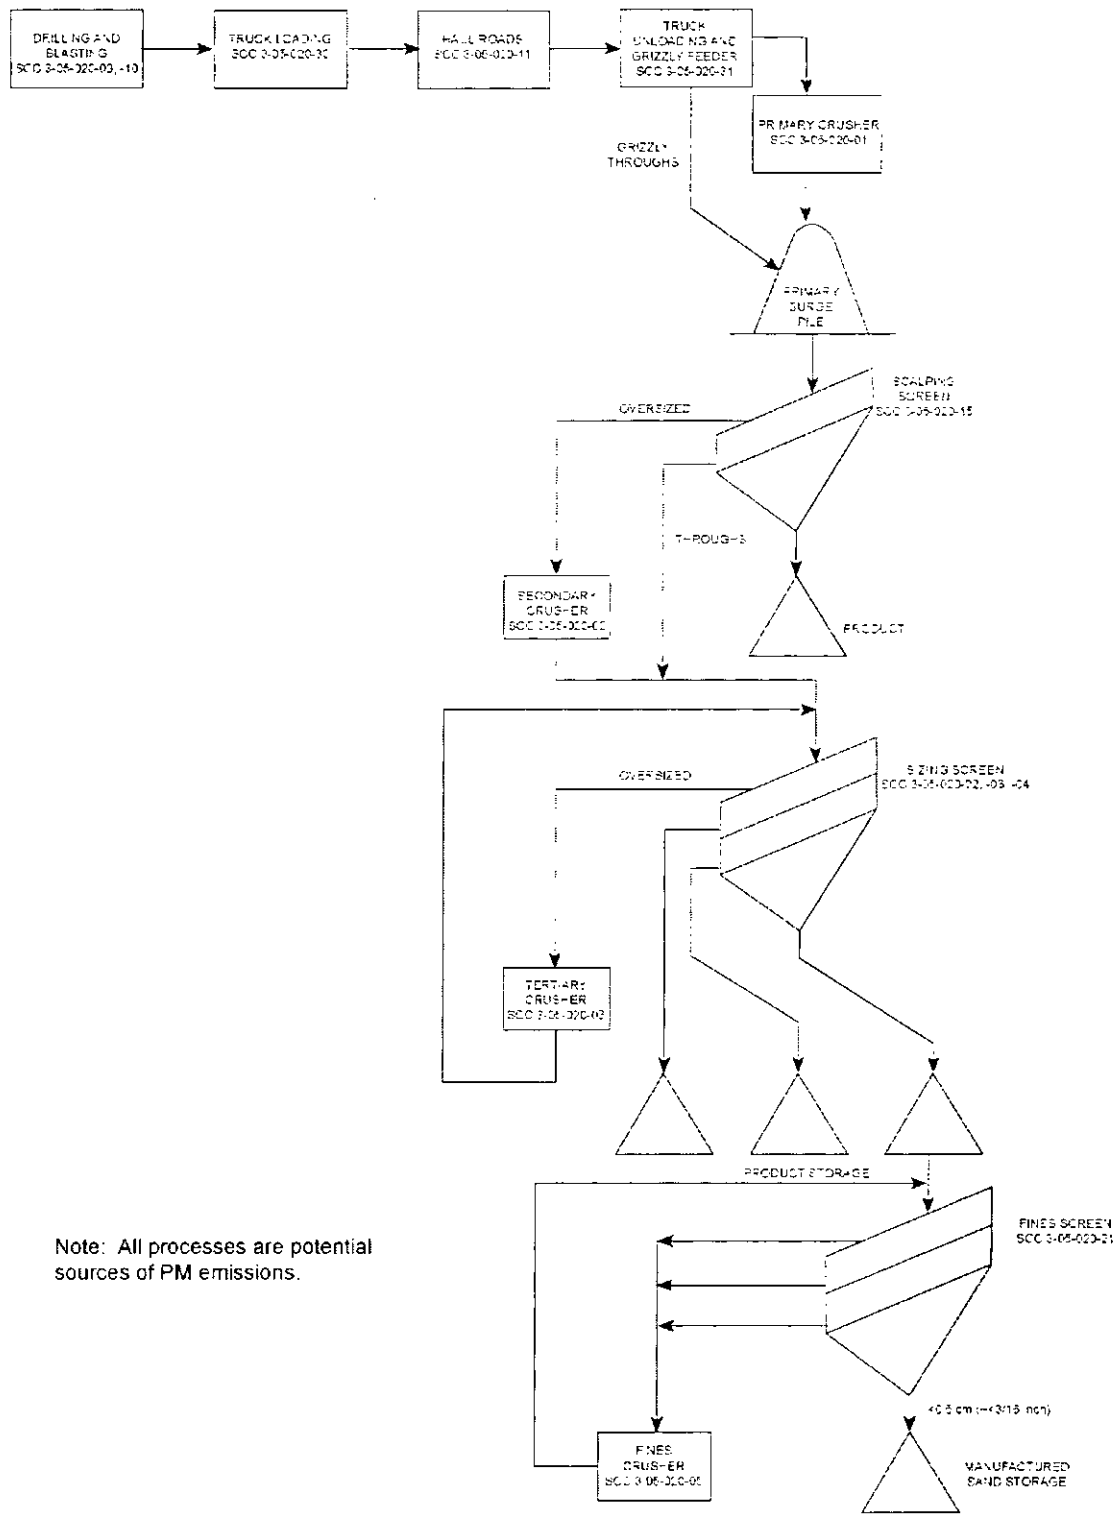 DRILLING AND
BLASTING
SCC 3-05-020-09, -10
TRUCK LOADING
SCC 3-05-020-33
HAUL ROADS
SCC 3-05-020-11
TRUCK
UNLOADING AND
GRIZZLY FEEDER
SCC 3-05-020-31
PRIMARY CRUSHER
SCC 3-05-020-01
GRIZZLY
THROUGHS
PRIMARY
SURGE
PILE
SCALPING
SCREEN
SCC 3-05-020-15
OVERSIZED
THROUGHS
SECONDARY
CRUSHER
SCC 3-05-020-02
PRODUCT
SIZING SCREEN
SCC 3-05-020-02, -03, -04
OVERSIZED
TERTIARY
CRUSHER
SCC 3-05-020-03
PRODUCT STORAGE
FINES SCREEN
SCC 3-05-020-21
Note: All processes are potential
sources of PM emissions.
<0.5 cm (~<3/16 inch)
FINES
CRUSHER
SCC 3-05-020-05
MANUFACTURED
SAND STORAGE